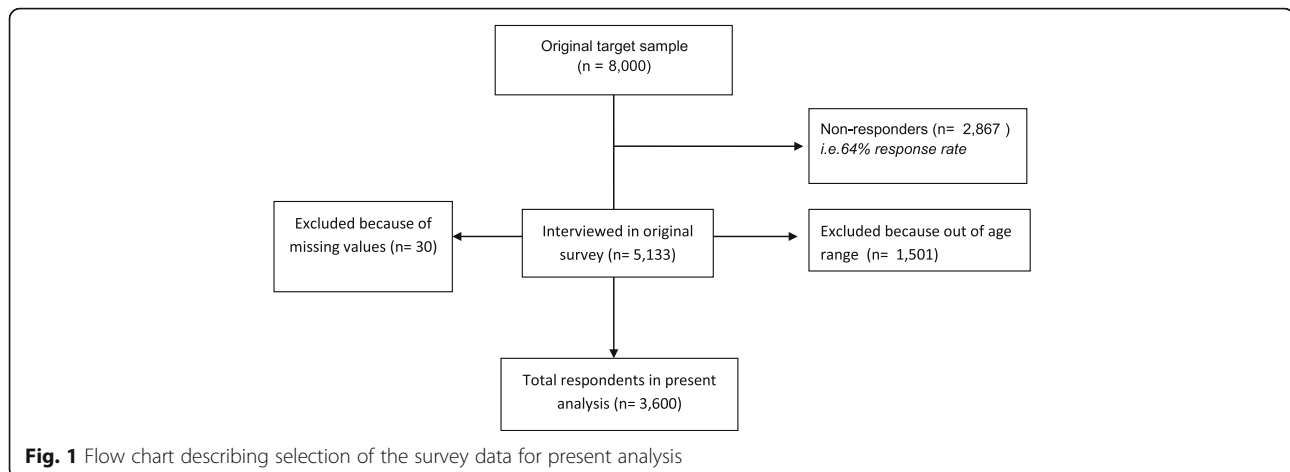 Original target sample
(n = 8,000)
Non-responders (n= 2,867 )
i.e.64% response rate
Excluded because of
missing values (n= 30)
Interviewed in original
survey (n= 5,133)
Excluded because out of age
range (n= 1,501)
Total respondents in present
analysis (n= 3,600)
Fig. 1 Flow chart describing selection of the survey data for present analysis